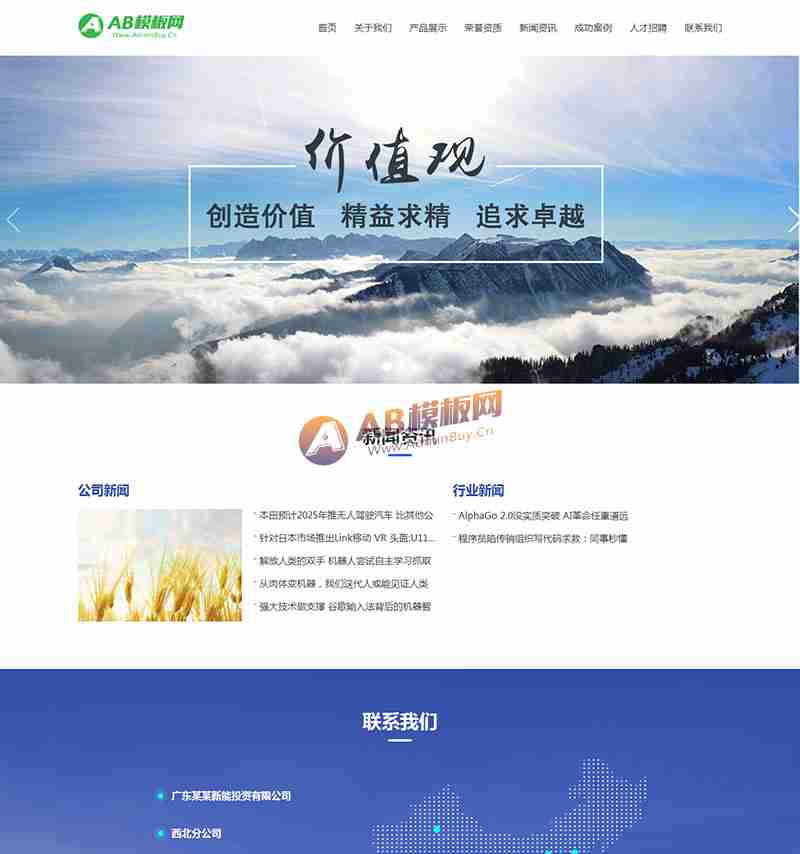 AB模板网
Www.AdminBuy.Cn
首页 关于我们 产品展示 荣誉资质 新闻资讯 成功案例 人才招聘 联系我们
价值观
创造价值 精益求精 追求卓越
AB模板网
新闻资讯
Www.AdminBuy.Cn
公司新闻
本田预计2025年推无人驾驶汽车 比其他公
针对日本市场推出Link移动 VR 头盔:U11...
解放人类的双手 机器人尝试自主学习抓取
从肉体变机器，我们这代人或能见证人类
强大技术做支撑 谷歌输入法背后的机器智
行业新闻
AlphaGo 2.0没实质突破 AI革命任重道远
程序员陷传销组织写代码求救：同事秒懂
联系我们
广东某某新能投资有限公司
西北分公司